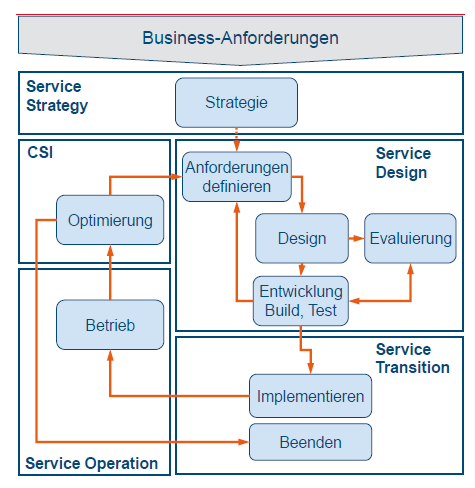 Business-Anforderungen
Service
Strategy
Strategie
CSI
Anforderungen
definieren
Service
Design
Optimierung
Design
Evaluierung
Entwicklung
Build, Test
Betrieb
Service
Transition
Implementieren
Beenden
Service Operation